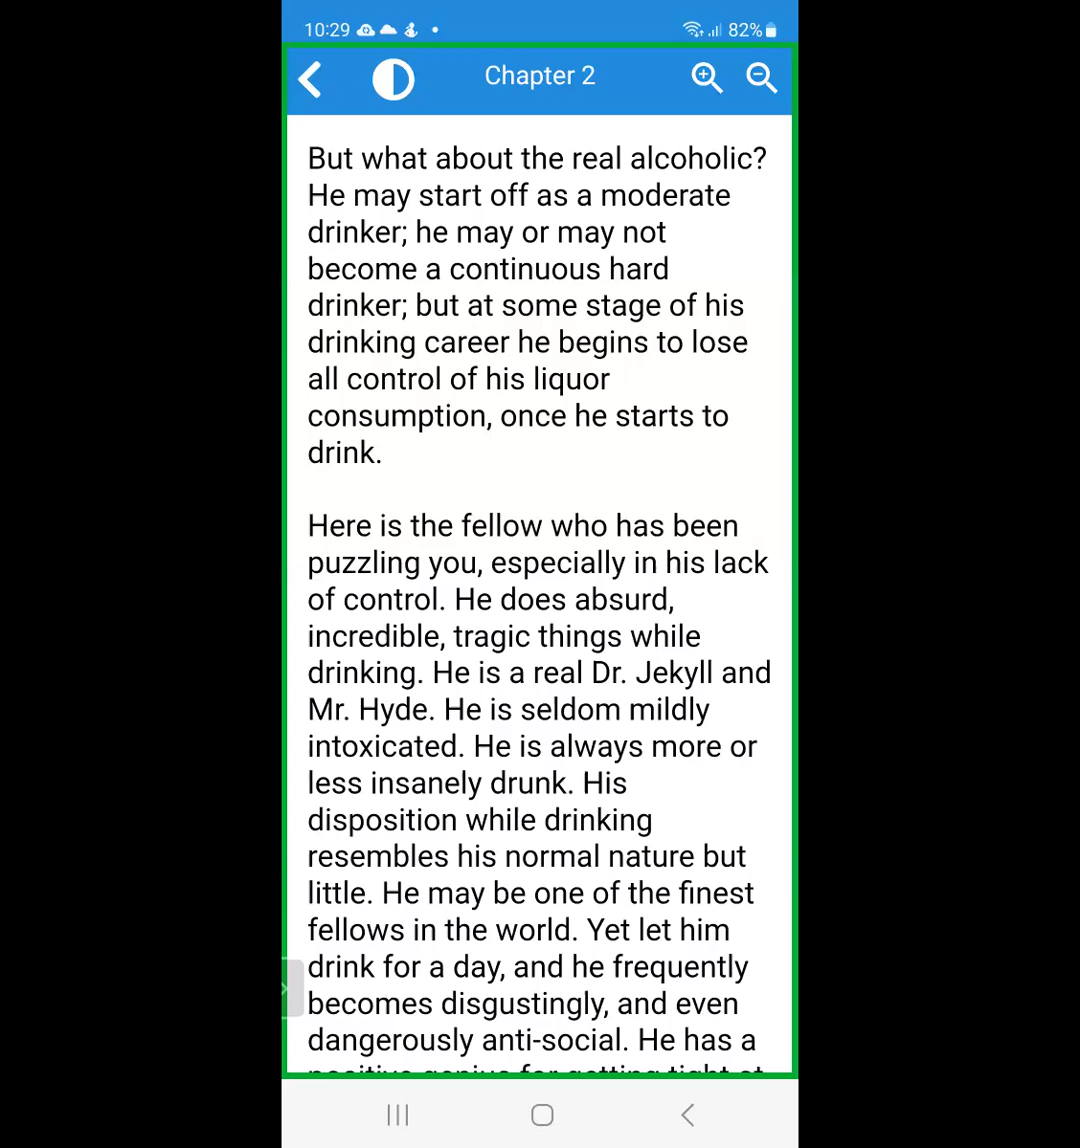 10:29
82%
Chapter 2
But what about the real alcoholic?
He may start off as a moderate
drinker; he may or may not
become a continuous hard
drinker; but at some stage of his
drinking career he begins to lose
all control of his liquor
consumption, once he starts to
drink.
Here is the fellow who has been
puzzling you, especially in his lack
of control. He does absurd,
incredible, tragic things while
drinking. He is a real Dr. Jekyll and
Mr. Hyde. He is seldom mildly
intoxicated. He is always more or
less insanely drunk. His
disposition while drinking
resembles his normal nature but
little. He may be one of the finest
fellows in the world. Yet let him
drink for a day, and he frequently
becomes disgustingly, and even
dangerously anti-social. He has a
positive genius for getting tight at